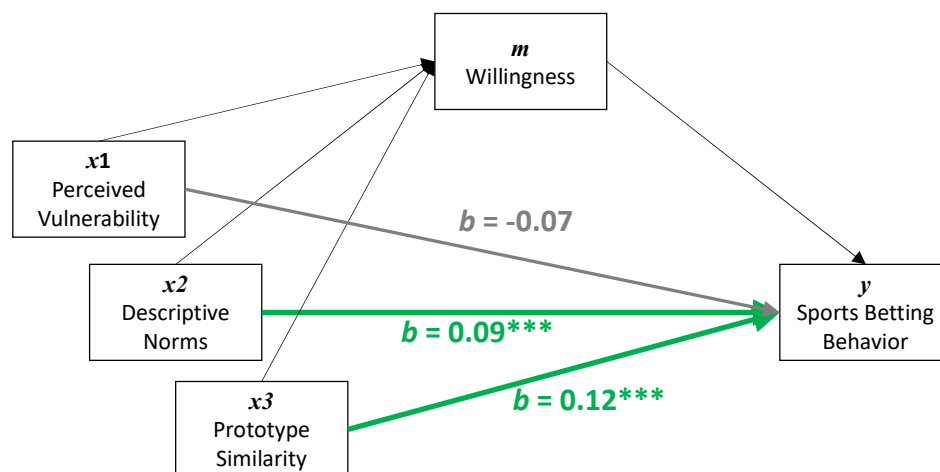 m
Willingness
x1
Perceived
Vulnerability
b = -0.07
x2
Descriptive
Norms
y
Sports Betting
Behavior
b = 0.09***
x3
Prototype
Similarity
b = 0.12***